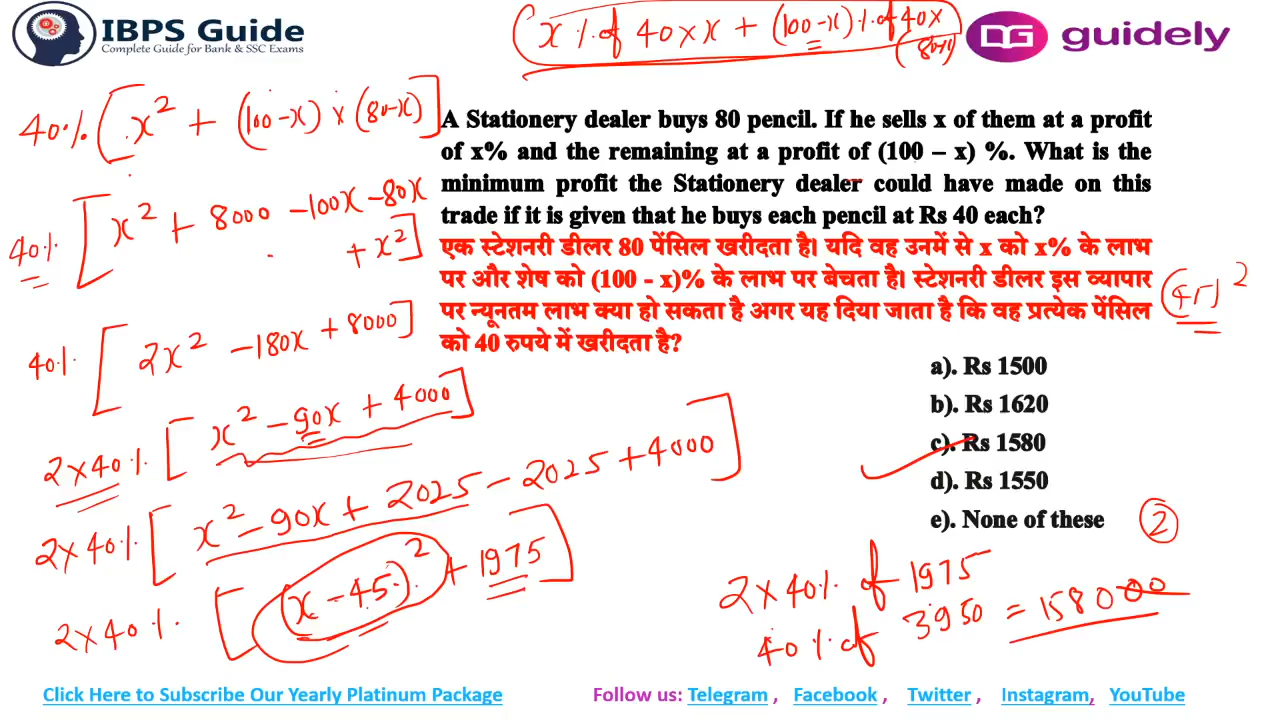 IBPS Guide
Complete Guide for Bank & SSC Exams
x % of 40 × x + (100 - x) % of 40 x
(80-x)
guidely
40% [x² + (100 - x) × (80 - x)]
A Stationery dealer buys 80 pencil. If he sells x of them at a profit
of x% and the remaining at a profit of (100 – x) %. What is the
minimum profit the Stationery dealer could have made on this
trade if it is given that he buys each pencil at Rs 40 each?
एक स्टेशनरी डीलर 80 पेंसिल खरीदता है। यदि वह उनमें से x को x% के लाभ
पर और शेष को (100 - x)% के लाभ पर बेचता है। स्टेशनरी डीलर इस व्यापार
पर न्यूनतम लाभ क्या हो सकता है अगर यह दिया जाता है कि वह प्रत्येक पेंसिल
को 40 रुपये में खरीदता है?
40% [x² + 8000 - 100x - 80x
+ x²]
40% [2x² - 180x + 8000]
2 × 40% [x² - 90x + 4000]
2 × 40% [x² - 90x + 2025 - 2025 + 4000]
2 × 40% [(x - 45)² + 1975]
a). Rs 1500
b). Rs 1620
c). Rs 1580
d). Rs 1550
e). None of these
2
2 × 40% of 1975
40% of 3950 = 158000
Click Here to Subscribe Our Yearly Platinum Package
Follow us: Telegram , Facebook , Twitter , Instagram, YouTube